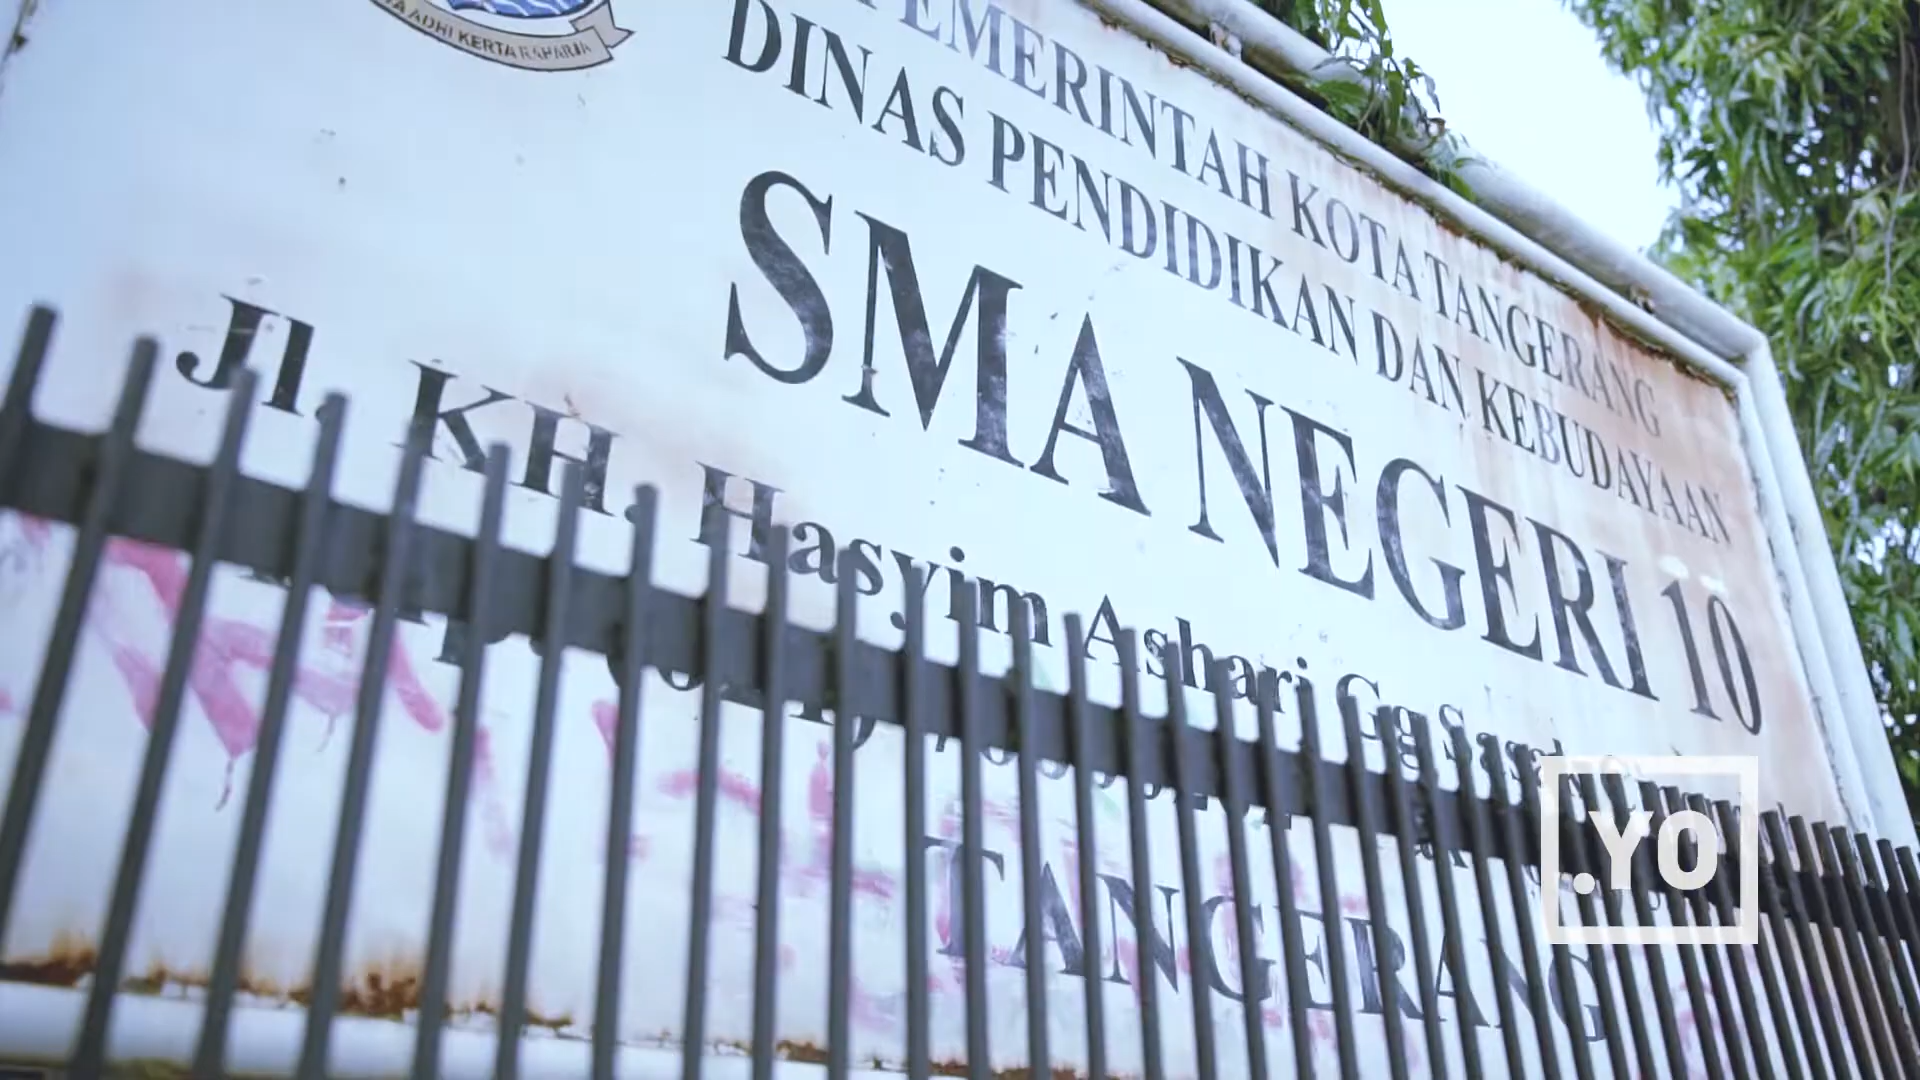 ADHI KERTA RAHARJA
PEMERINTAH KOTA TANGERANG
DINAS PENDIDIKAN DAN KEBUDAYAAN
SMA NEGERI 10
Jl. KH. Hasyim Ashari Gg
TANGERANG
.YO